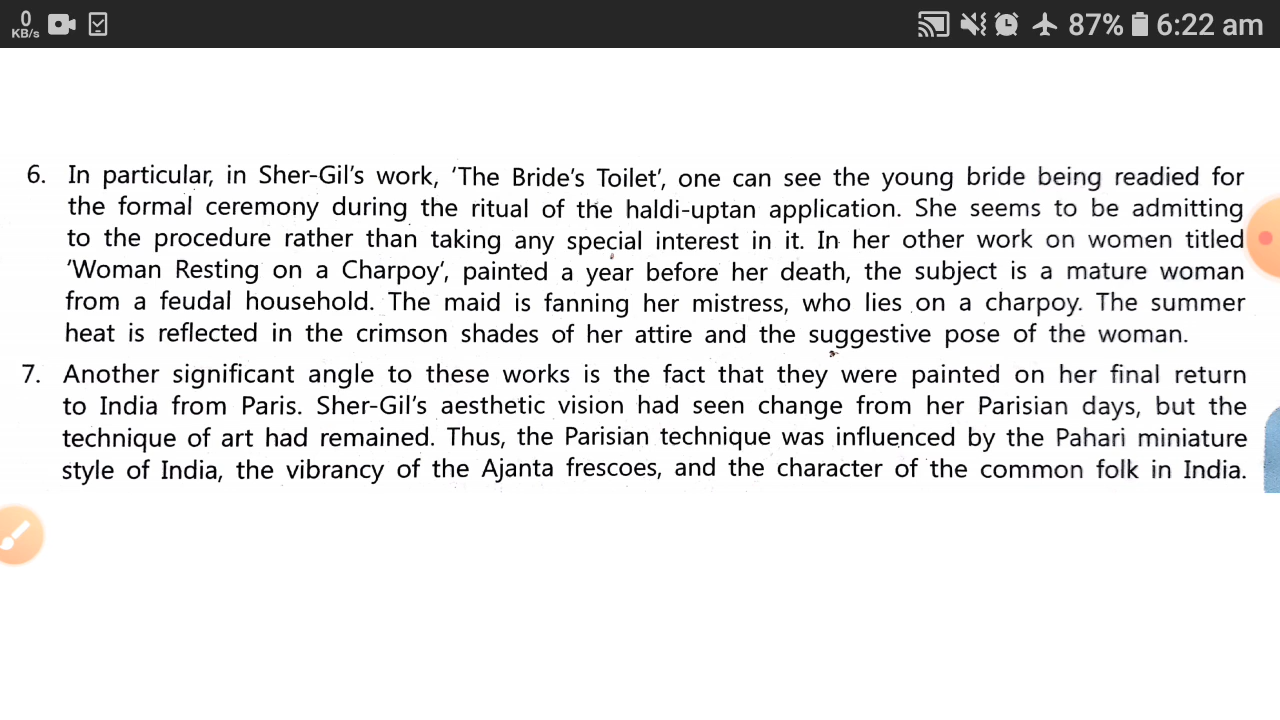 0
KB/s
87% 6:22 am
6. In particular, in Sher-Gil's work, 'The Bride's Toilet', one can see the young bride being readied for
the formal ceremony during the ritual of the haldi-uptan application. She seems to be admitting
to the procedure rather than taking any special interest in it. In her other work on women titled
'Woman Resting on a Charpoy', painted a year before her death, the subject is a mature woman
from a feudal household. The maid is fanning her mistress, who lies on a charpoy. The summer
heat is reflected in the crimson shades of her attire and the suggestive pose of the woman.
7. Another significant angle to these works is the fact that they were painted on her final return
to India from Paris. Sher-Gil's aesthetic vision had seen change from her Parisian days, but the
technique of art had remained. Thus, the Parisian technique was influenced by the Pahari miniature
style of India, the vibrancy of the Ajanta frescoes, and the character of the common folk in India.